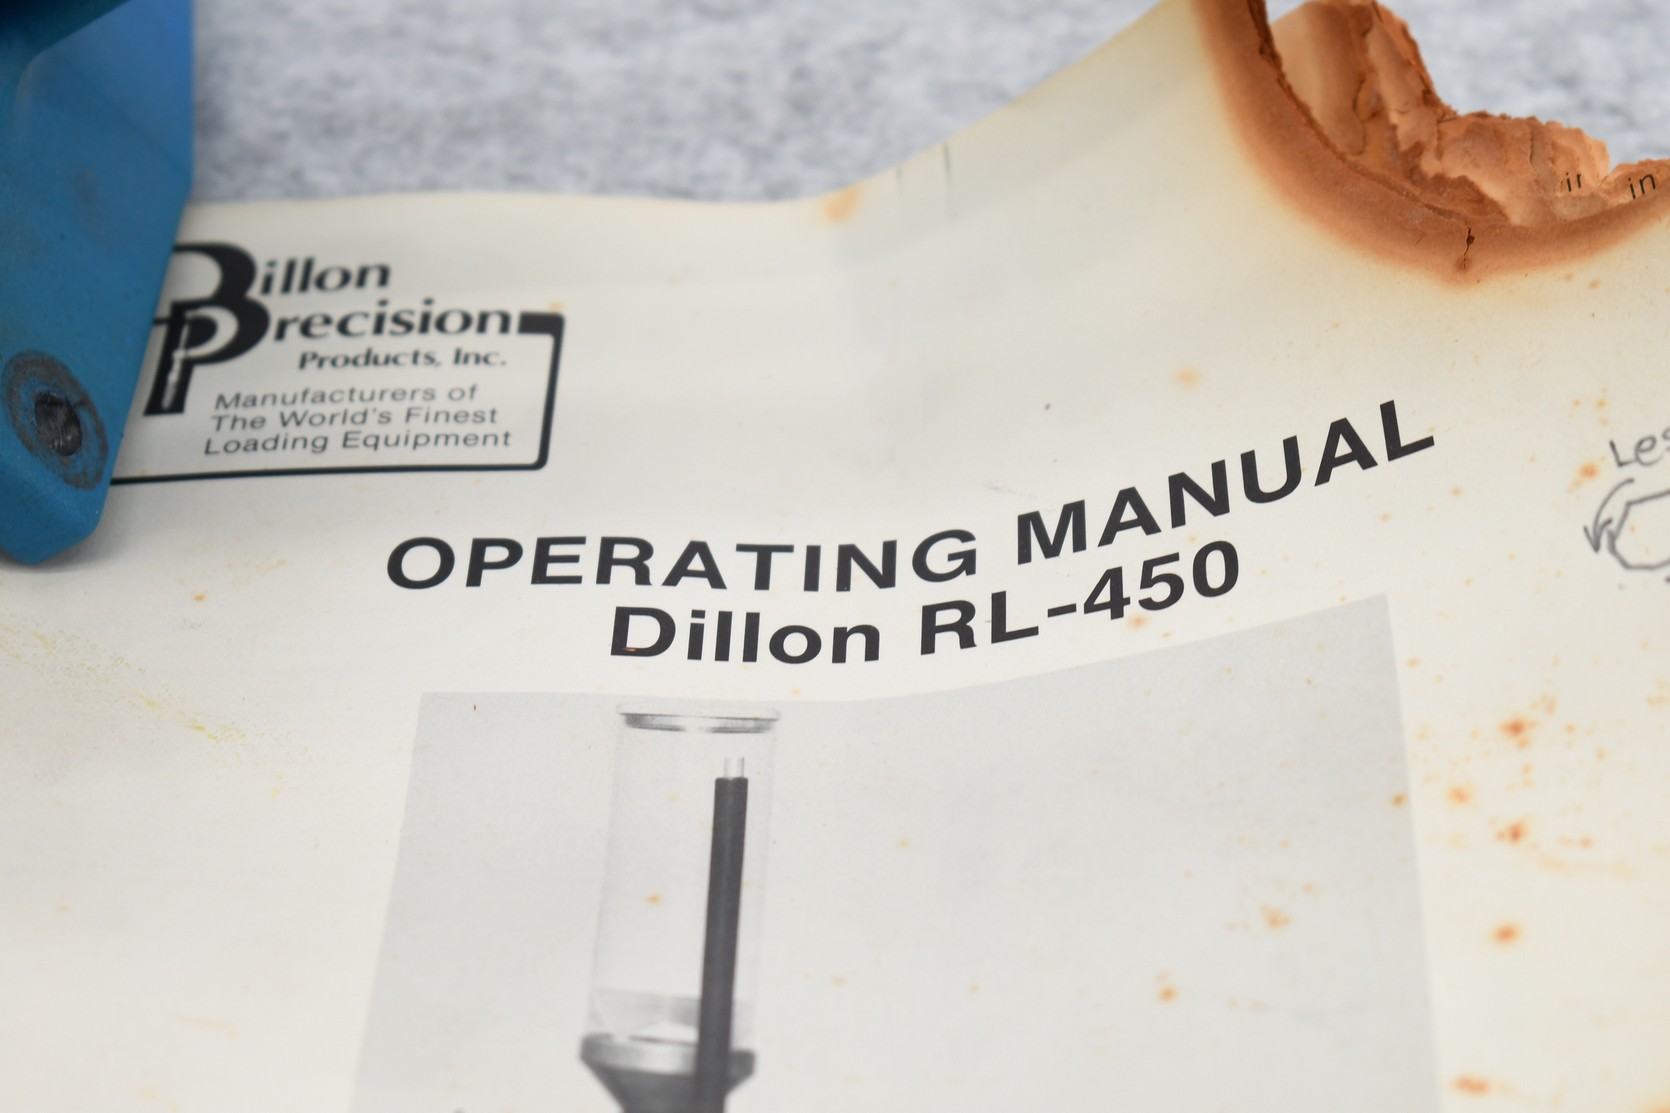 Dillon
Precision
Products, Inc.
Manufacturers of
The World's Finest
Loading Equipment
OPERATING MANUAL
Dillon RL-450
in